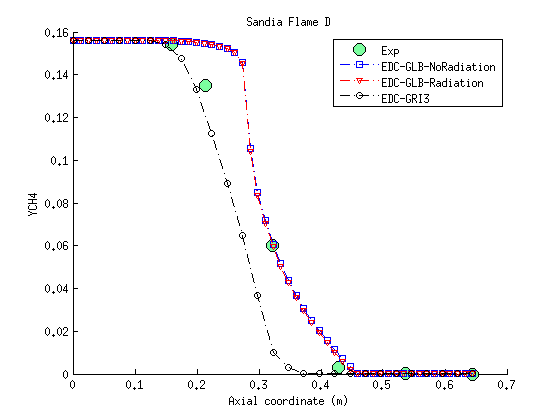 Sandia Flame D
Exp
EDC-GLB-NoRadiation
EDC-GLB-Radiation
EDC-GRI3
YCH4
0.16
0.14
0.12
0.1
0.08
0.06
0.04
0.02
0
0 0.1 0.2 0.3 0.4 0.5 0.6 0.7
Axial coordinate (m)